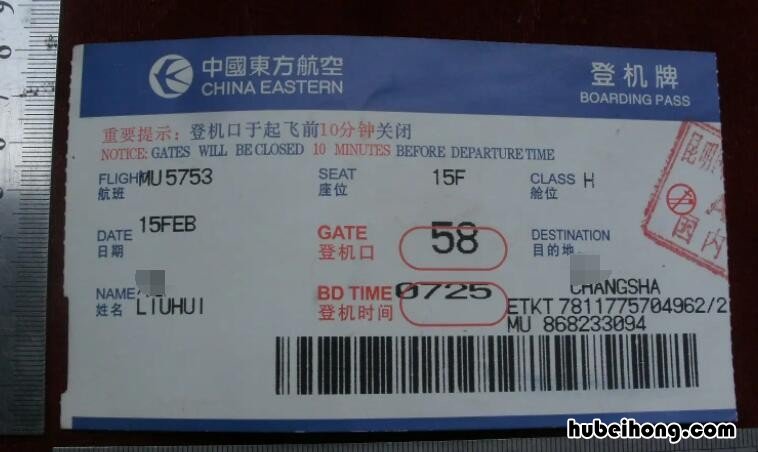 中國東方航空
CHINA EASTERN
登机牌
BOARDING PASS
重要提示: 登机口于起飞前10分钟关闭
NOTICE: GATES WILL BE CLOSED 10 MINUTES BEFORE DEPARTURE TIME
FLIGH MU5753 SEAT 15F CLASS H
航班 座位 舱位
DATE 15FEB GATE 58 DESTINATION
日期 登机口 目的地
国内
CHANGSHA
NAME BD TIME 0725 ETKT 7811775704962/2
姓名 LIUHUI 登机时间 MU 868233094
hubeihong.com